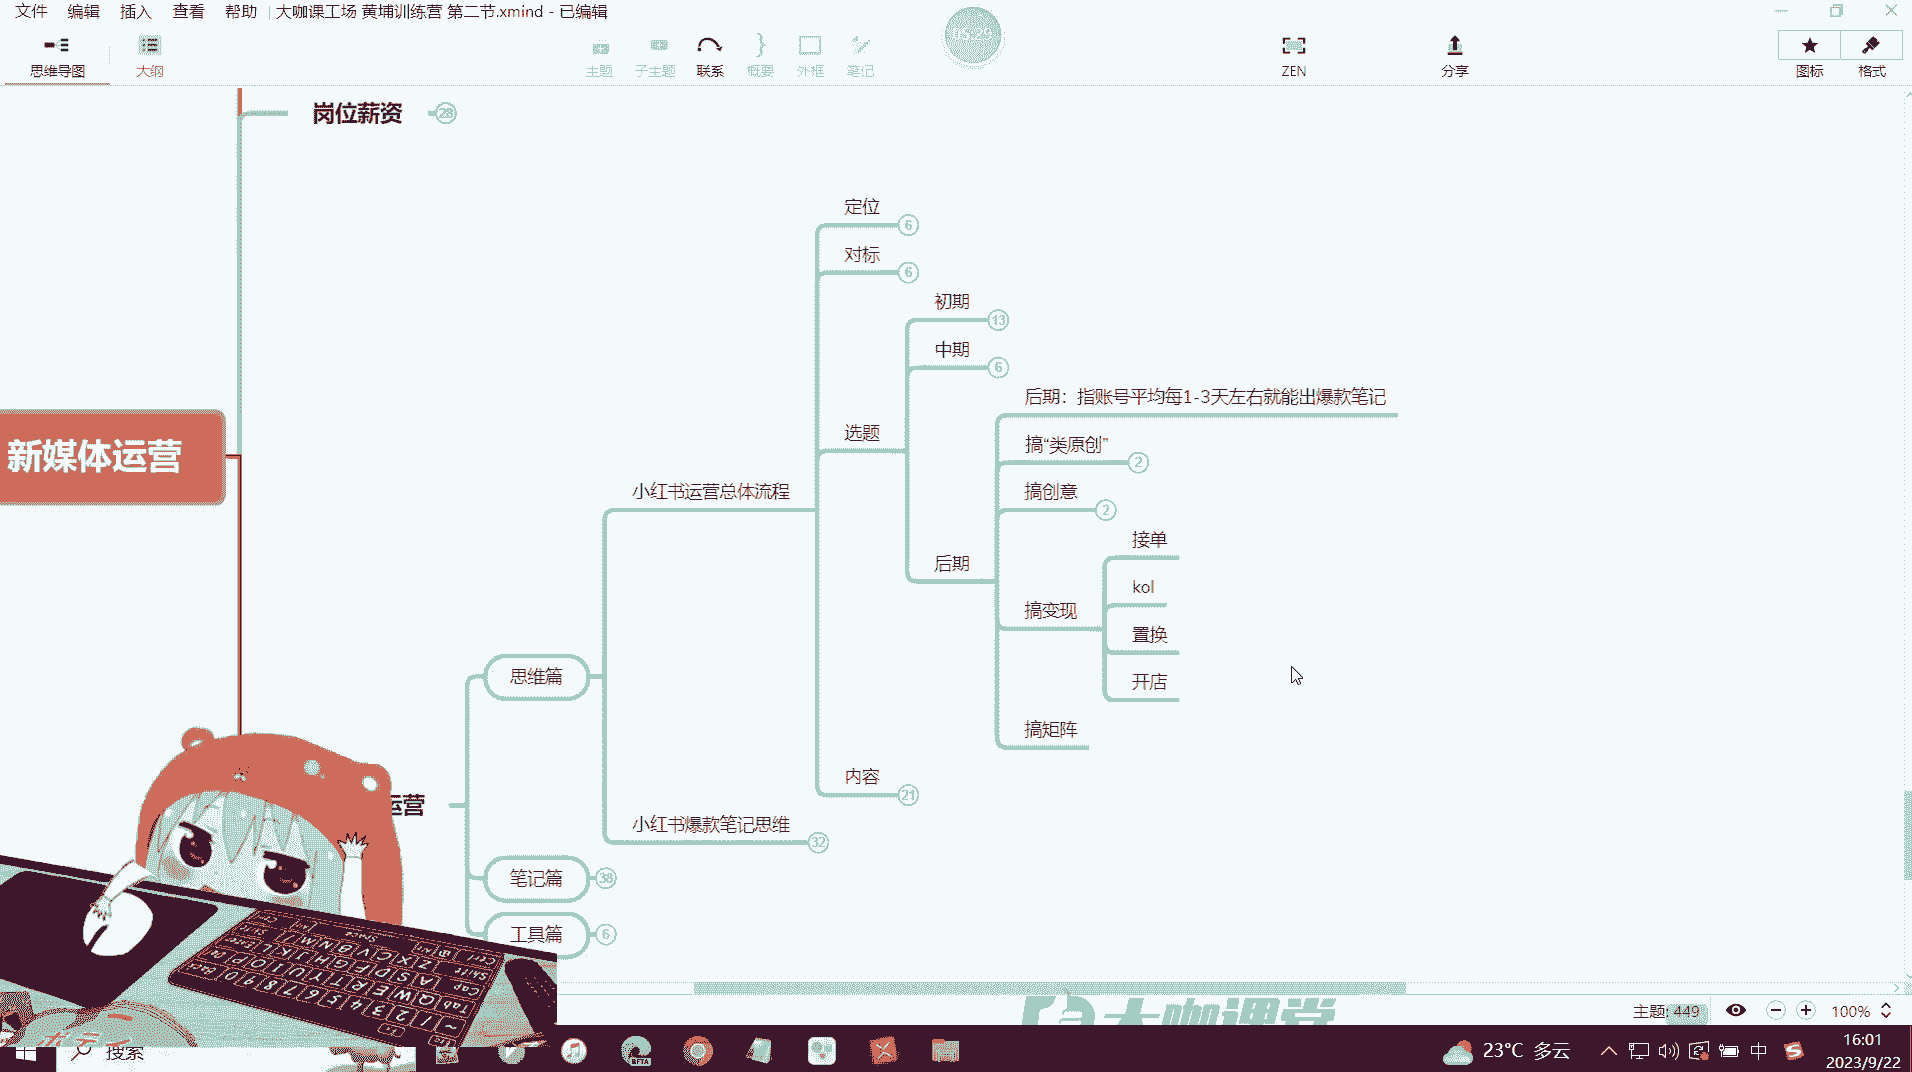 文件 编辑 插入 查看 帮助 大咖课工场 黄埔训练营 第二节.xmind - 已编辑
05:29
思维导图 大纲 主题 子主题 联系 概要 外框 笔记 ZEN 分享 图标 格式
岗位薪资 28
定位 6
对标 6
初期 13
中期 6
后期：指账号平均每1-3天左右就能出爆款笔记
选题
搞“类原创” 2
新媒体运营
小红书运营总体流程
搞创意 2
接单
后期
kol
搞变现
置换
思维篇
开店
搞矩阵
内容 21
运营
小红书爆款笔记思维 32
笔记篇 38
工具篇 6
大咖课堂
主题: 449 100%
搜索
BETA
23°C 多云 中 16:01
2023/9/22